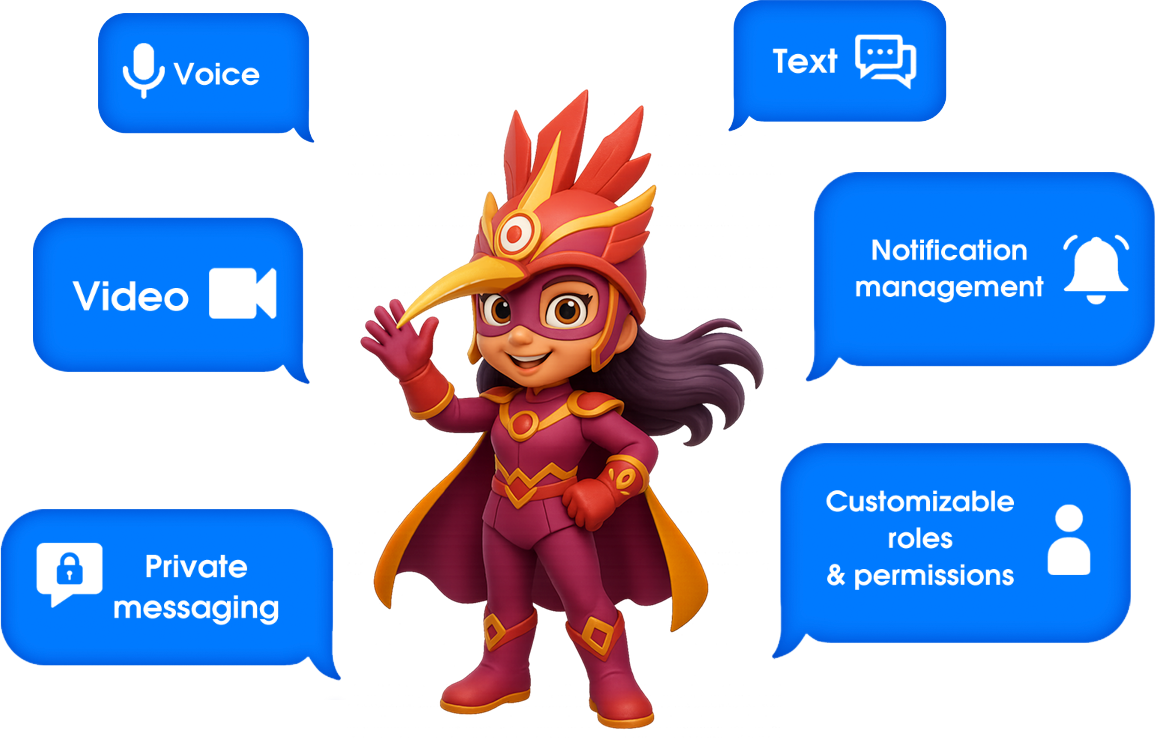 Voice
Text
Video
Notification
management
Private
messaging
Customizable
roles
& permissions